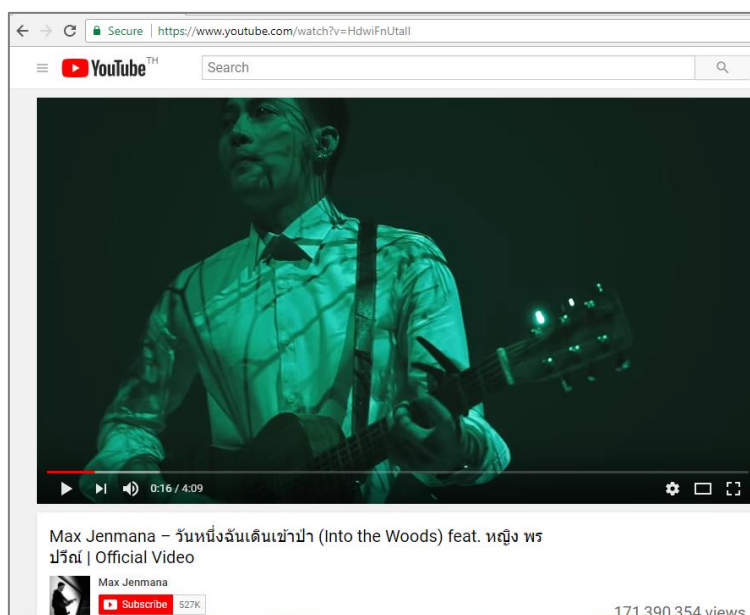 Secure https://www.youtube.com/watch?v=HdwiFnUtalI
YouTube TH
Search
0:16 / 4:09
Max Jenmana – วันหนึ่งฉันเดินเข้าป่า (Into the Woods) feat. หญิง พร
ปวีณ์ | Official Video
Max Jenmana
Subscribe 527K
171,390,354 views